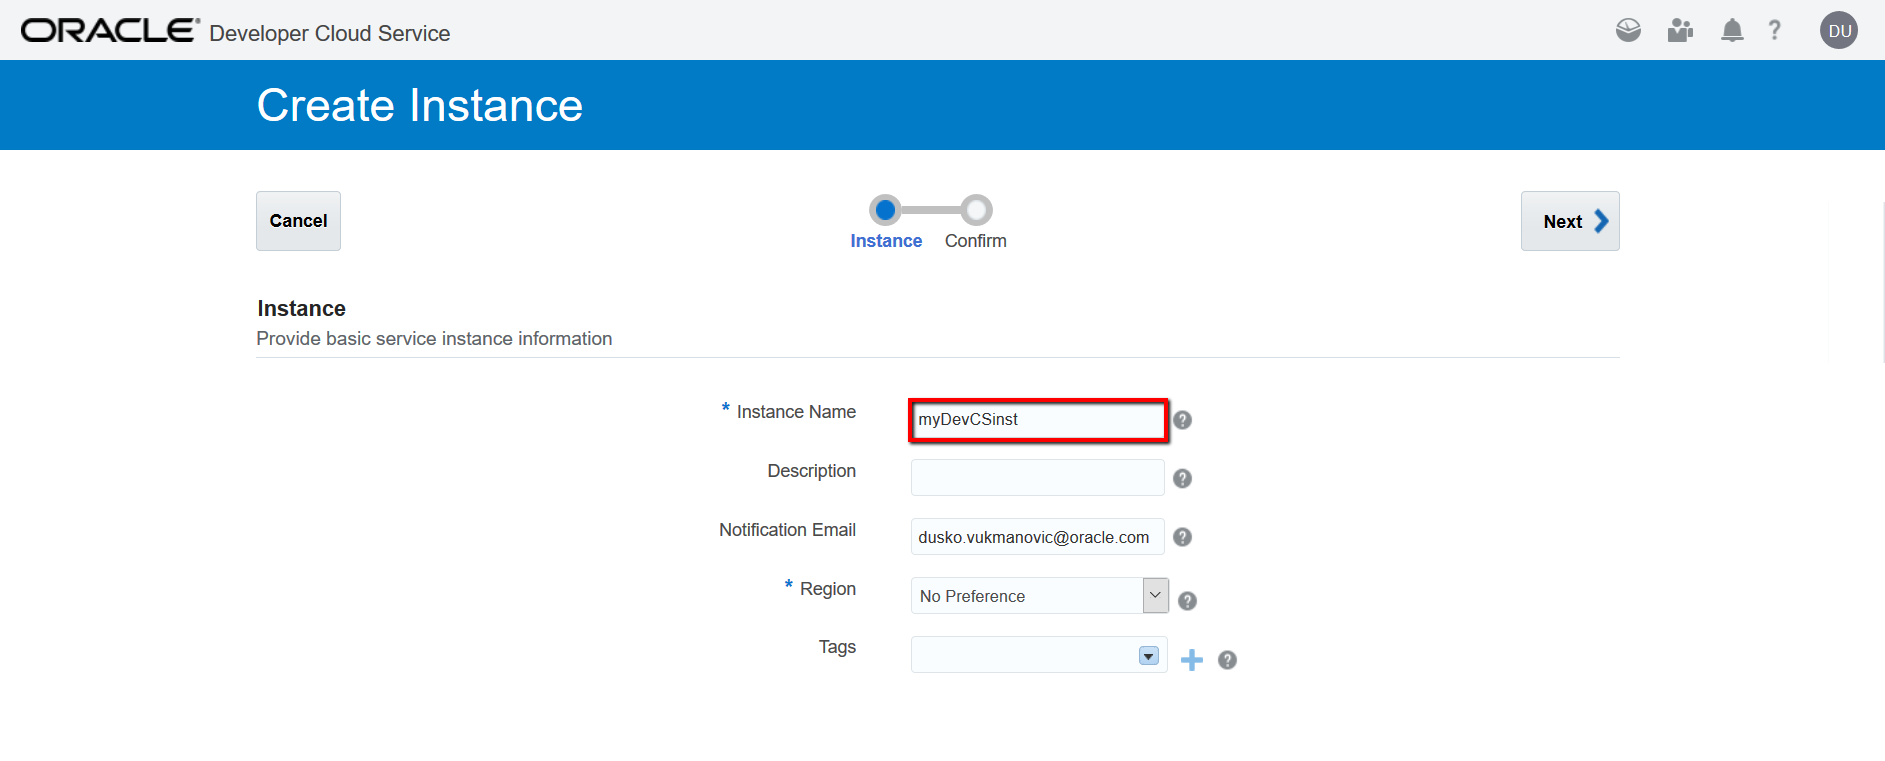 ORACLE® Developer Cloud Service
?
DU
Create Instance
Cancel
Instance
Confirm
Next
Instance
Provide basic service instance information
* Instance Name
myDevCSinst
?
Description
?
Notification Email
dusko.vukmanovic@oracle.com
?
* Region
No Preference
?
Tags
?